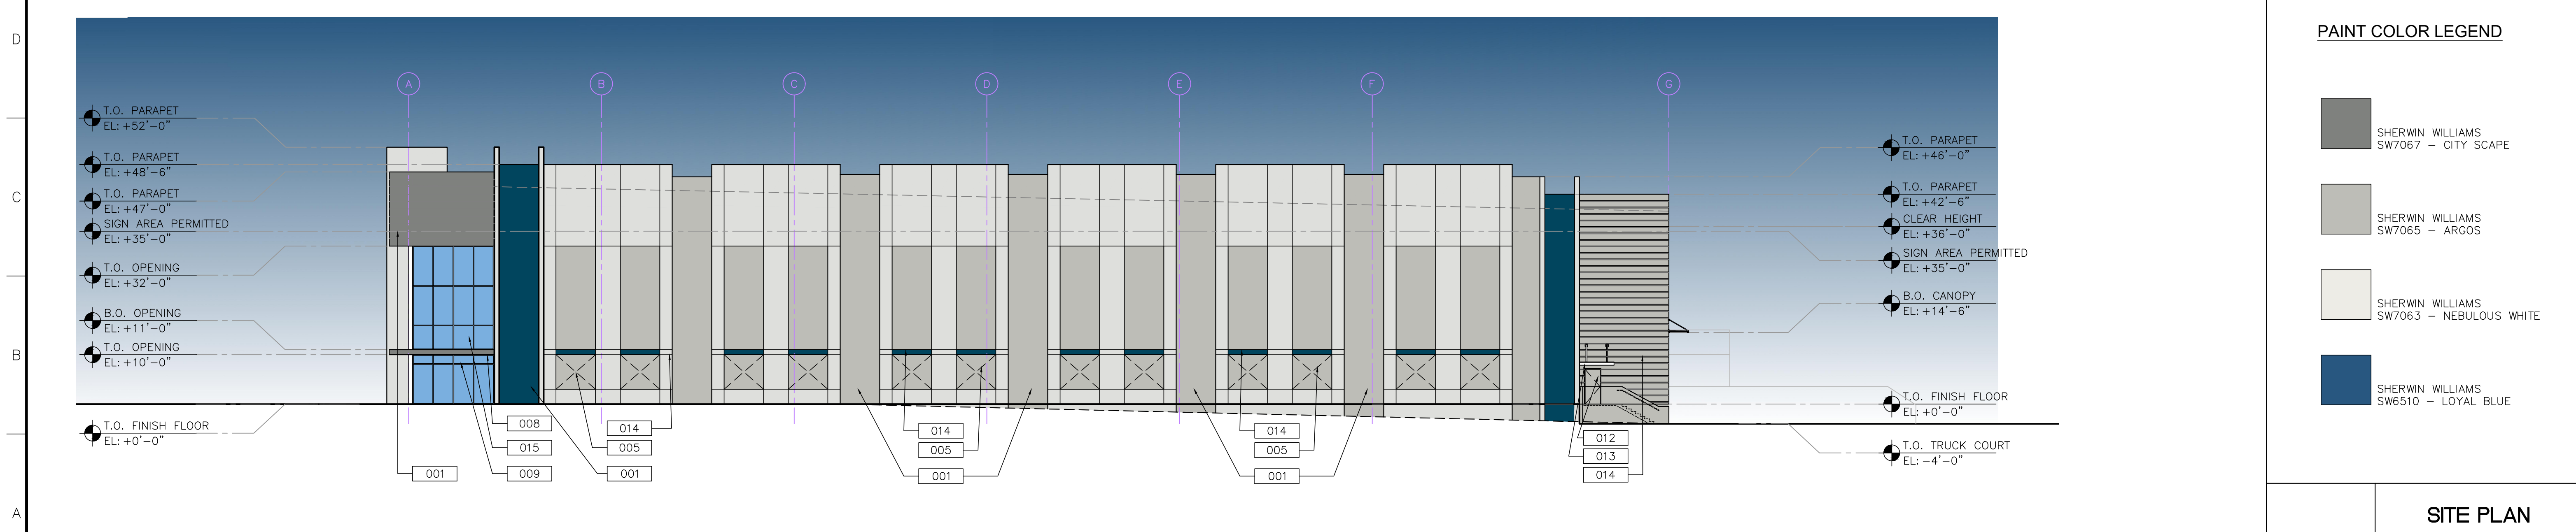 D
C
B
A
A
B
C
D
E
F
G
T.O. PARAPET
EL: +52'-0"
T.O. PARAPET
EL: +48'-6"
T.O. PARAPET
EL: +47'-0"
SIGN AREA PERMITTED
EL: +35'-0"
T.O. OPENING
EL: +32'-0"
B.O. OPENING
EL: +11'-0"
T.O. OPENING
EL: +10'-0"
T.O. FINISH FLOOR
EL: +0'-0"
001
008
015
009
014
005
001
014
005
001
014
005
001
012
013
014
T.O. PARAPET
EL: +46'-0"
T.O. PARAPET
EL: +42'-6"
CLEAR HEIGHT
EL: +36'-0"
SIGN AREA PERMITTED
EL: +35'-0"
B.O. CANOPY
EL: +14'-6"
T.O. FINISH FLOOR
EL: +0'-0"
T.O. TRUCK COURT
EL: -4'-0"
PAINT COLOR LEGEND
SHERWIN WILLIAMS
SW7067 - CITY SCAPE
SHERWIN WILLIAMS
SW7065 - ARGOS
SHERWIN WILLIAMS
SW7063 - NEBULOUS WHITE
SHERWIN WILLIAMS
SW6510 - LOYAL BLUE
SITE PLAN